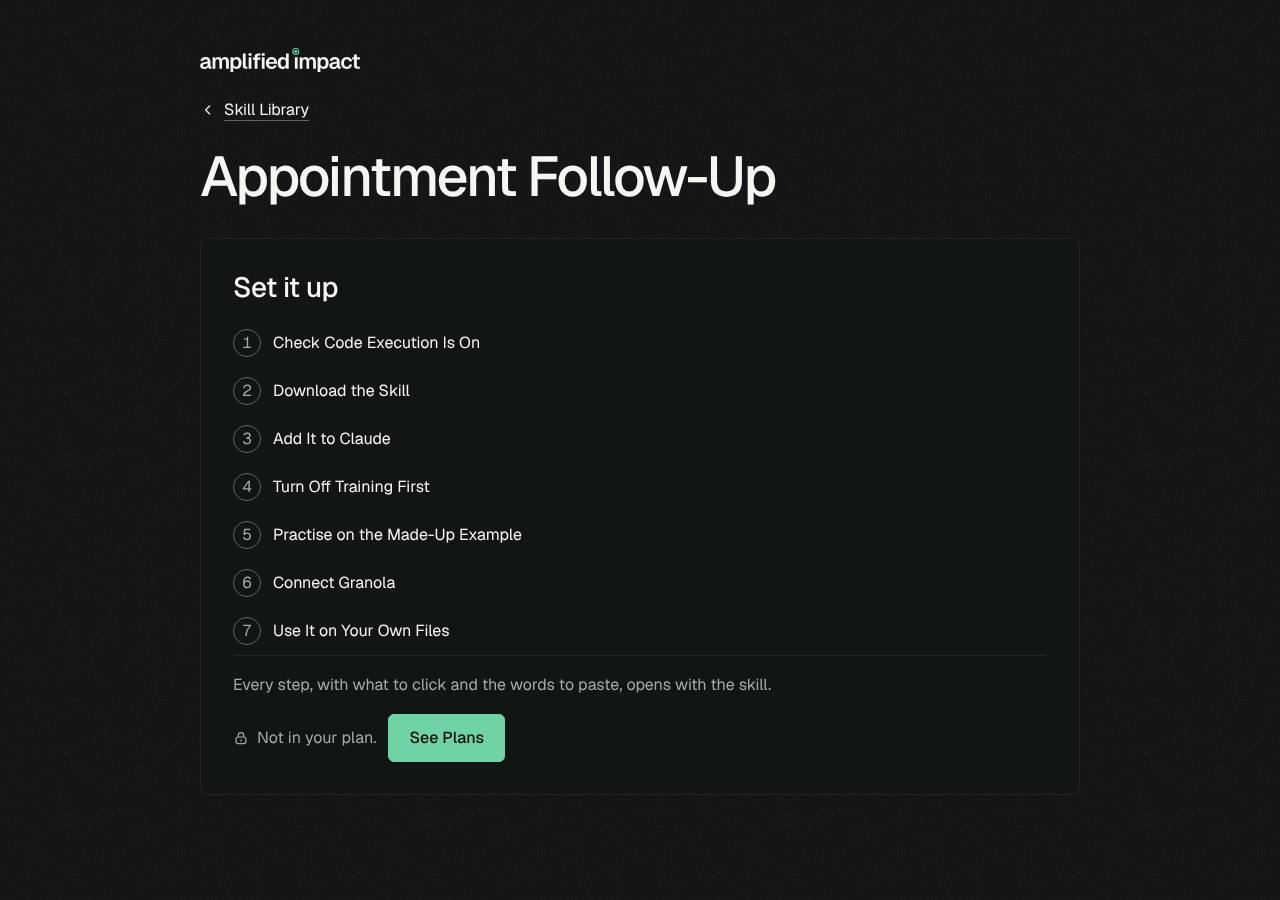 amplified impact
Skill Library
Appointment Follow-Up
Set it up
1 Check Code Execution Is On
2 Download the Skill
3 Add It to Claude
4 Turn Off Training First
5 Practise on the Made-Up Example
6 Connect Granola
7 Use It on Your Own Files
Every step, with what to click and the words to paste, opens with the skill.
Not in your plan. See Plans